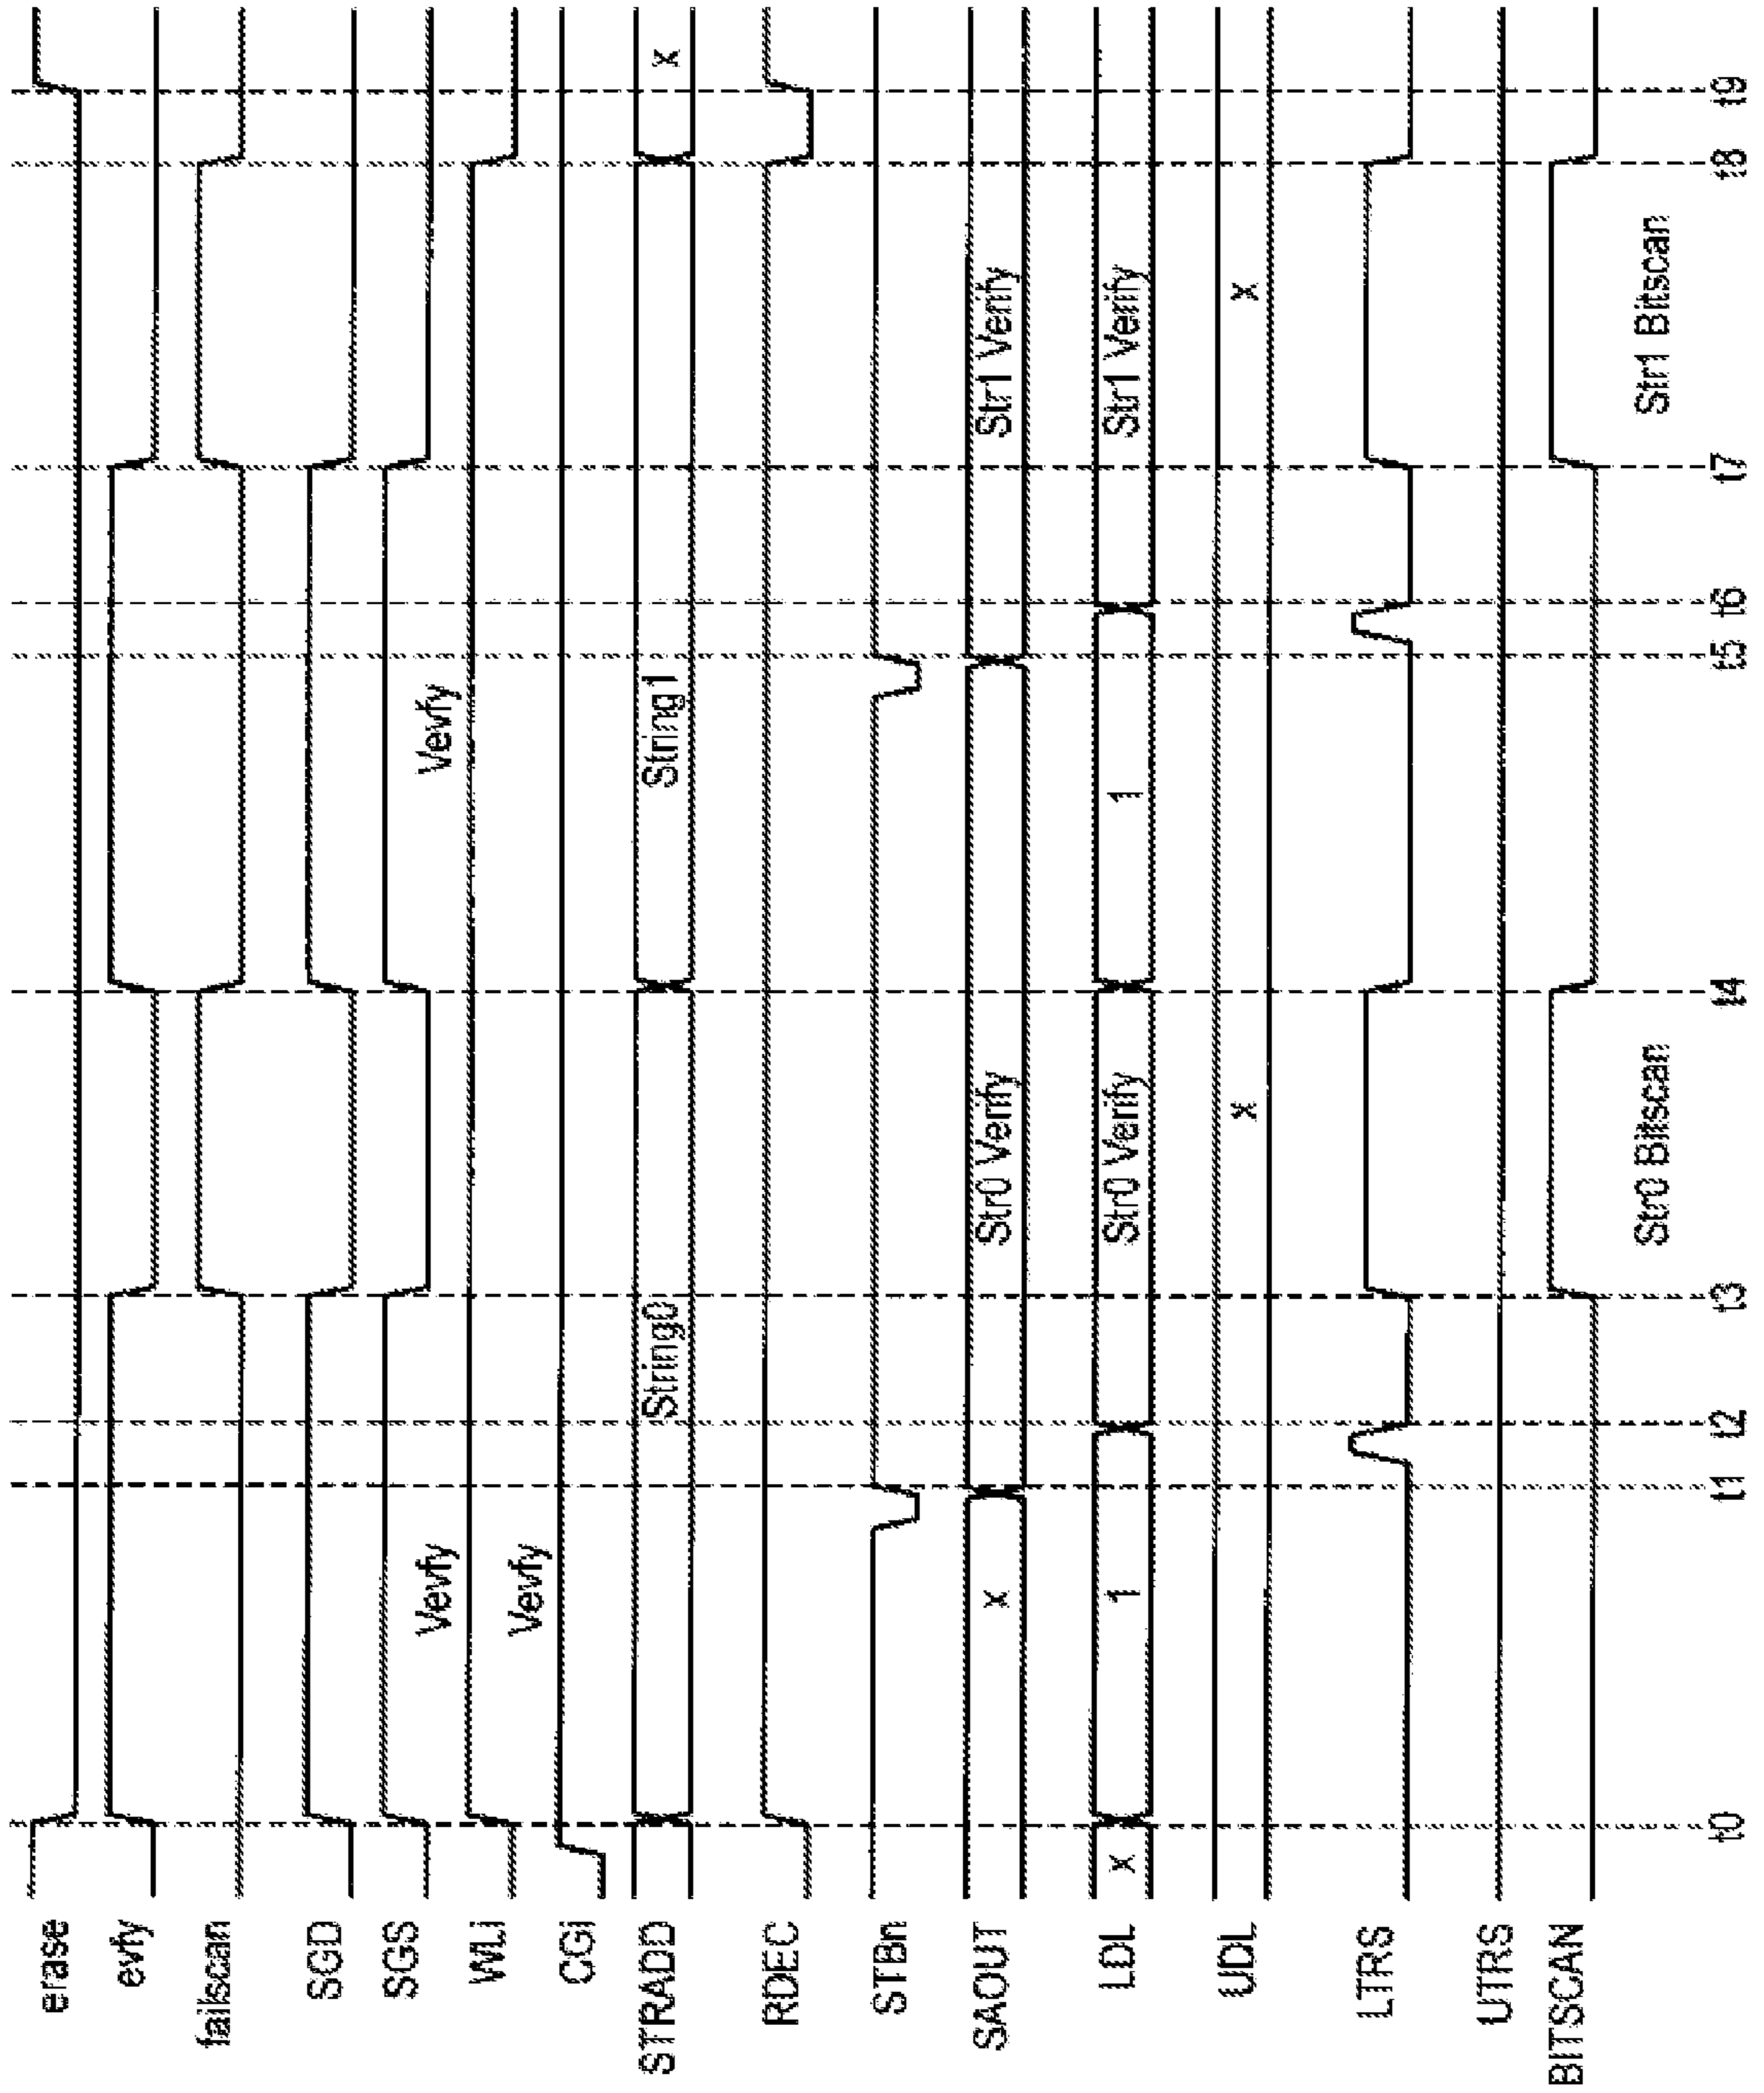 erase
evfy
failscan
SGD
SGS
Vevfy Vevfy
WLi
Vevfy
CGi
STRADD String0 String1 x
RDEC
STBn
SAOUT x Str0 Verify Str1 Verify
LDL x 1 Str0 Verify 1 Str1 Verify
UDL x x
LTRS
UTRS
BITSCAN
Str0 Bitscan Str1 Bitscan
t0 t1 t2 t3 t4 t5 t6 t7 t8 t9